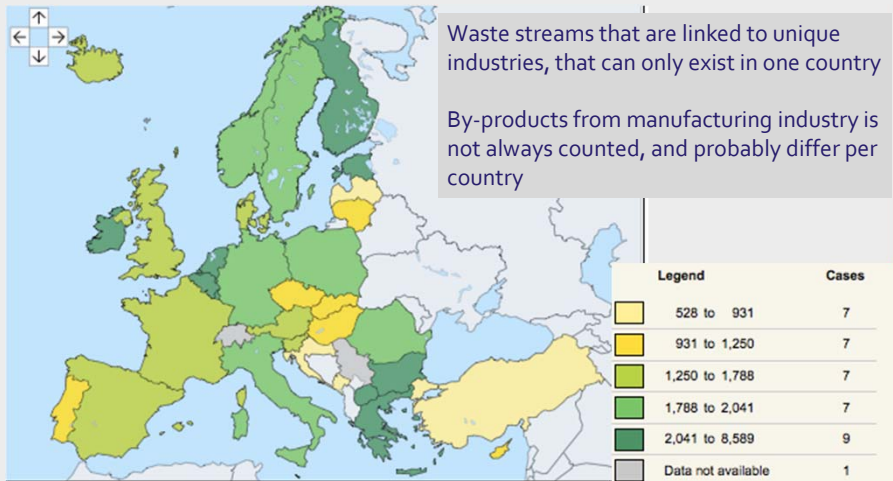 Waste streams that are linked to unique
industries, that can only exist in one country
By-products from manufacturing industry is
not always counted, and probably differ per
country
Legend Cases
528 to 931 7
931 to 1,250 7
1,250 to 1,788 7
1,788 to 2,041 7
2,041 to 8,589 9
Data not available 1